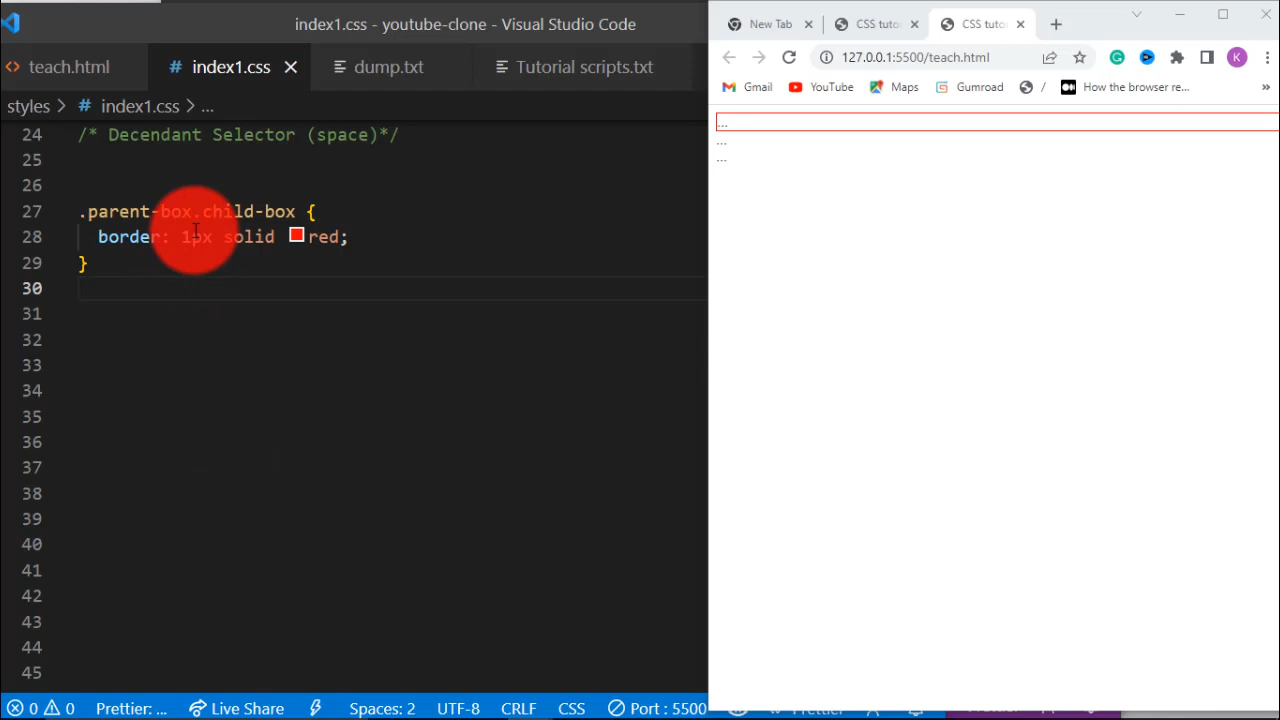 index1.css - youtube-clone - Visual Studio Code
teach.html
index1.css
dump.tt
Tutorial scripts.txt
styles > # index1.css > ...
24 /* Decendant Selector (space)*/
25
26
27 .parent-box.child-box {
28 border: 1px solid red;
29 }
30
31
32
33
34
35
36
37
38
39
40
41
42
43
44
45
0 0 Prettier: ... Live Share Spaces: 2 UTF-8 CRLF CSS Port : 5500
New Tab
CSS tuto
CSS tuto
127.0.0.1:5500/teach.html
K
Gmail YouTube Maps Gumroad / How the browser re... »
...
...
...